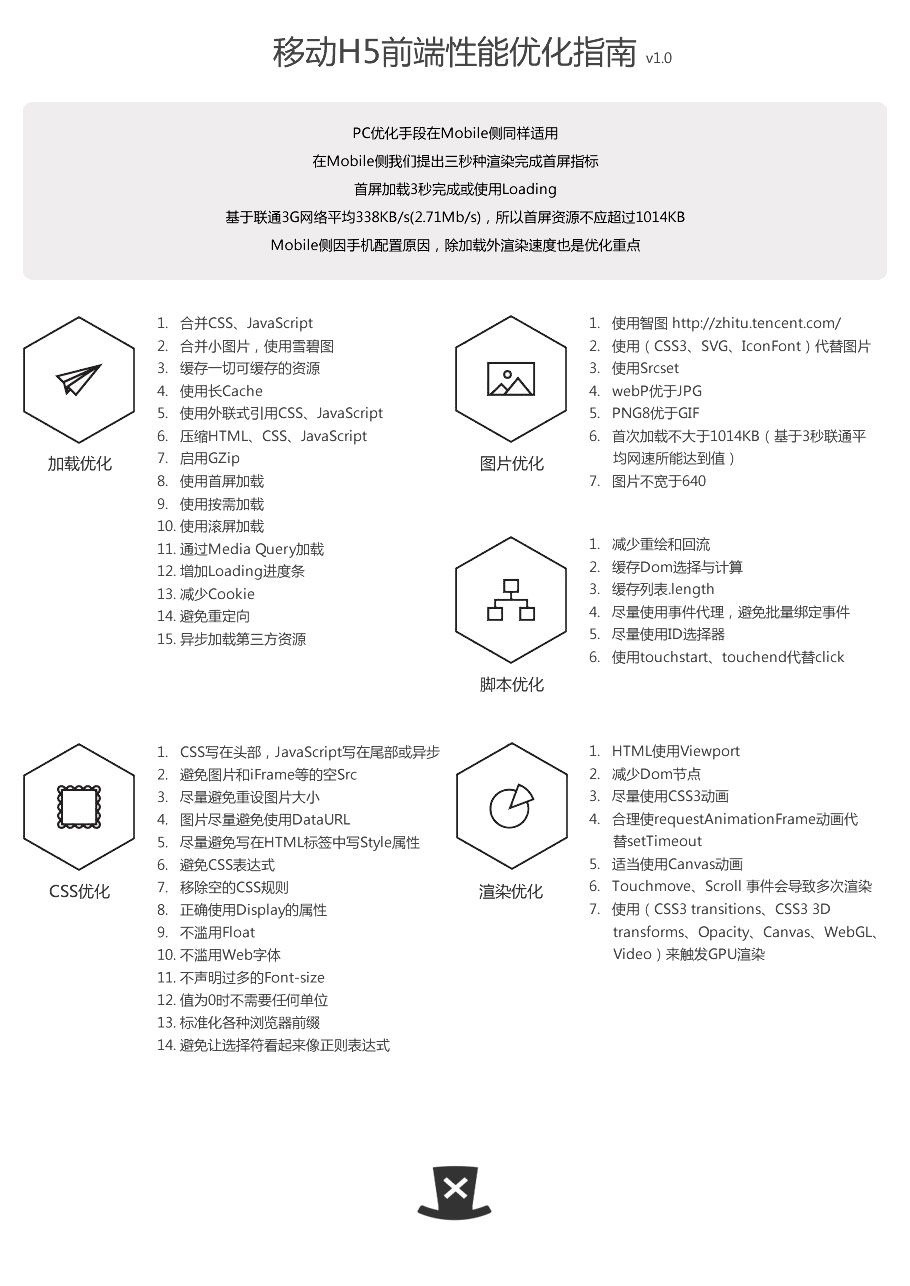 移动H5前端性能优化指南 v1.0
PC优化手段在Mobile侧同样适用
在Mobile侧我们提出三秒种渲染完成首屏指标
首屏加载3秒完成或使用Loading
基于联通3G网络平均338KB/s(2.71Mb/s)，所以首屏资源不应超过1014KB
Mobile侧因手机配置原因，除加载外渲染速度也是优化重点
加载优化
1. 合并CSS、JavaScript
2. 合并小图片，使用雪碧图
3. 缓存一切可缓存的资源
4. 使用长Cache
5. 使用外联式引用CSS、JavaScript
6. 压缩HTML、CSS、JavaScript
7. 启用GZip
8. 使用首屏加载
9. 使用按需加载
10. 使用滚屏加载
11. 通过Media Query加载
12. 增加Loading进度条
13. 减少Cookie
14. 避免重定向
15. 异步加载第三方资源
图片优化
1. 使用智图 http://zhitu.tencent.com/
2. 使用（CSS3、SVG、IconFont）代替图片
3. 使用Srcset
4. webP优于JPG
5. PNG8优于GIF
6. 首次加载不大于1014KB（基于3秒联通平
均网速所能达到值）
7. 图片不宽于640
脚本优化
1. 减少重绘和回流
2. 缓存Dom选择与计算
3. 缓存列表.length
4. 尽量使用事件代理，避免批量绑定事件
5. 尽量使用ID选择器
6. 使用touchstart、touchend代替click
CSS优化
1. CSS写在头部，JavaScript写在尾部或异步
2. 避免图片和iFrame等的空Src
3. 尽量避免重设图片大小
4. 图片尽量避免使用DataURL
5. 尽量避免写在HTML标签中写Style属性
6. 避免CSS表达式
7. 移除空的CSS规则
8. 正确使用Display的属性
9. 不滥用Float
10. 不滥用Web字体
11. 不声明过多的Font-size
12. 值为0时不需要任何单位
13. 标准化各种浏览器前缀
14. 避免让选择符看起来像正则表达式
渲染优化
1. HTML使用Viewport
2. 减少Dom节点
3. 尽量使用CSS3动画
4. 合理使requestAnimationFrame动画代
替setTimeout
5. 适当使用Canvas动画
6. Touchmove、Scroll 事件会导致多次渲染
7. 使用（CSS3 transitions、CSS3 3D
transforms、Opacity、Canvas、WebGL、
Video）来触发GPU渲染